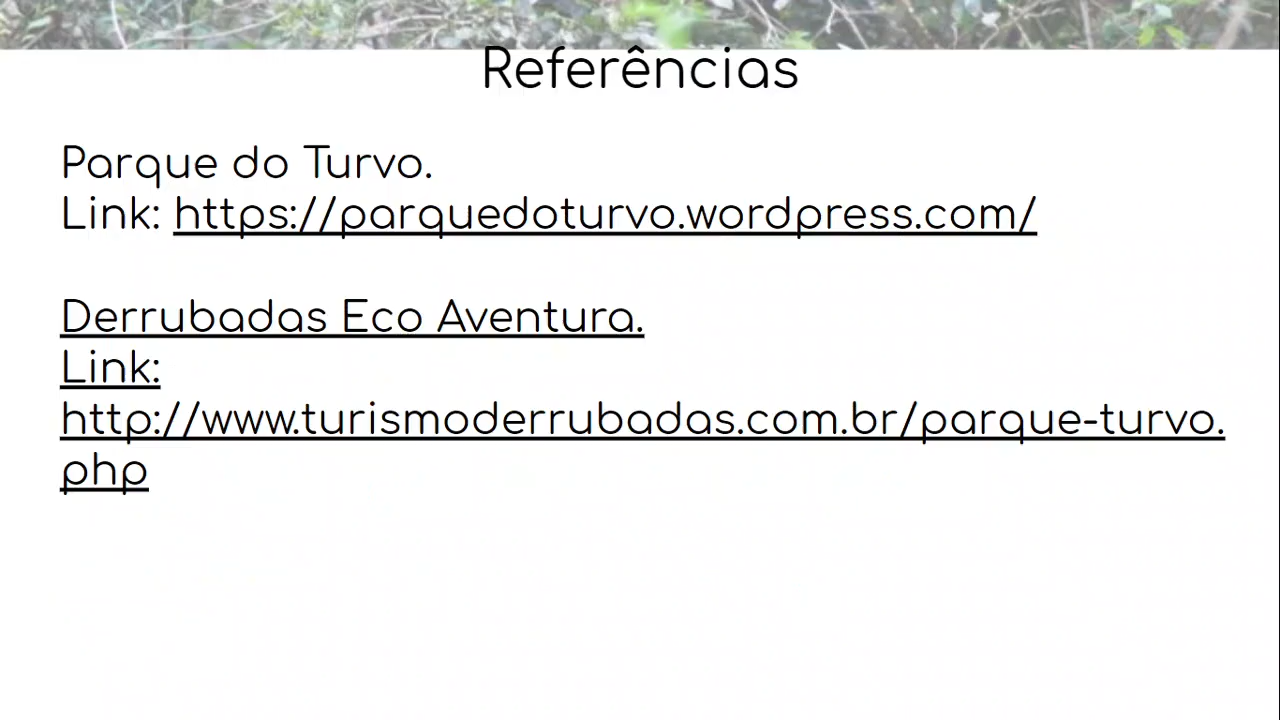 Referências
Parque do Turvo.
Link: https://parquedoturvo.wordpress.com/
Derrubadas Eco Aventura.
Link:
http://www.turismoderrubadas.com.br/parque-turvo.
php